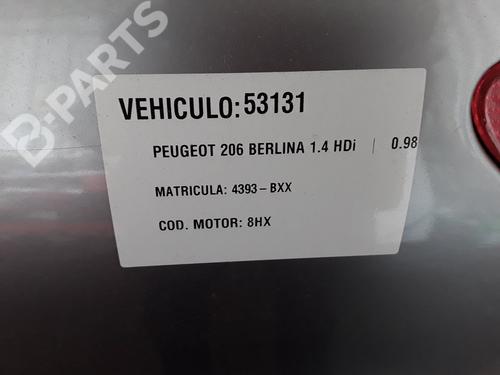 B-PARTS
VEHICULO: 53131
PEUGEOT 206 BERLINA 1.4 HDi | 0.98
MATRICULA: 4393-BXX
COD. MOTOR: 8HX